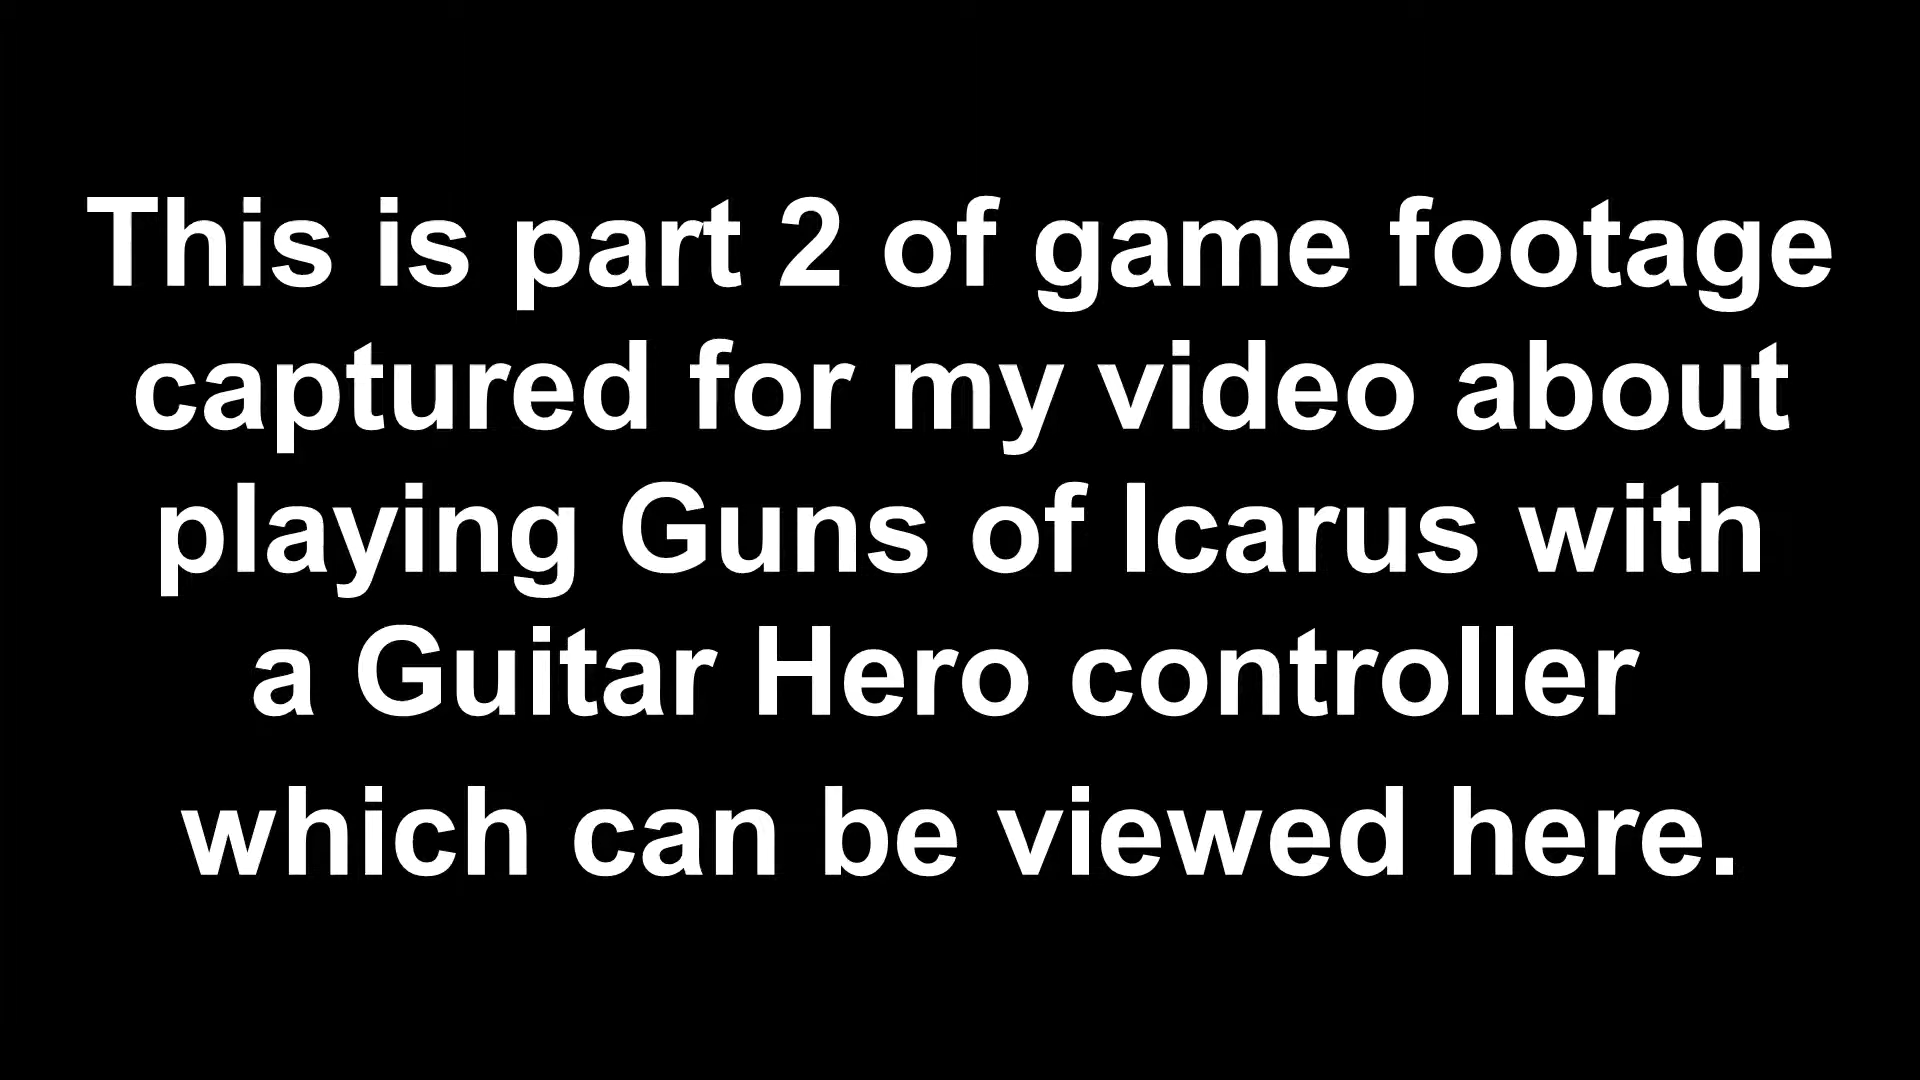 This is part 2 of game footage
captured for my video about
playing Guns of Icarus with
a Guitar Hero controller
which can be viewed here.